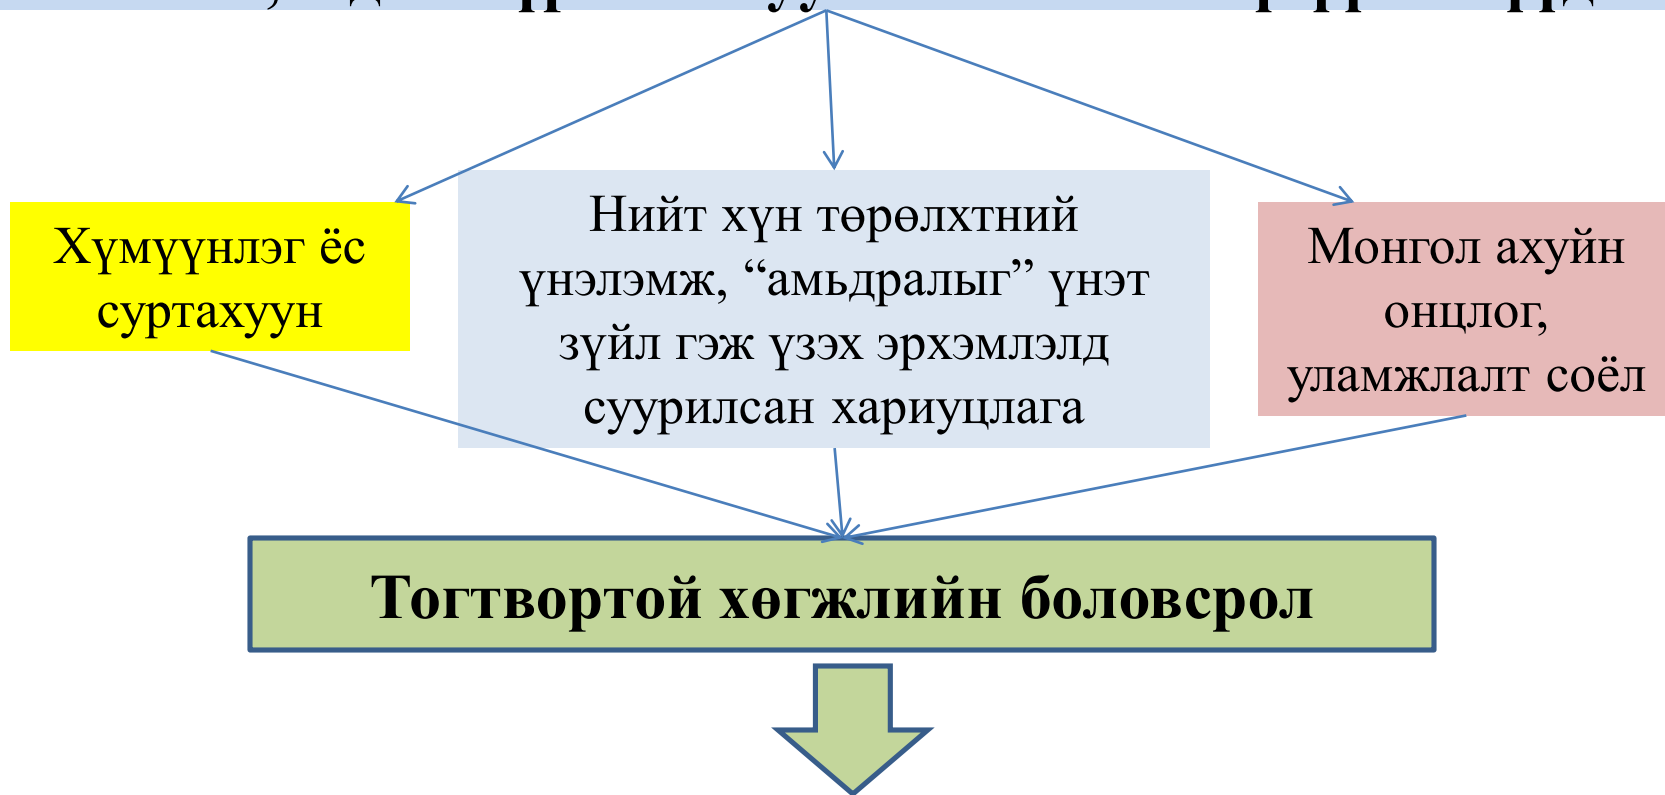 Хүмүүнлэг ёс
суртахуун
Нийт хүн төрөлхтний
үнэлэмж, “амьдралыг” үнэт
зүйл гэж үзэх эрхэмлэлд
суурилсан хариуцлага
Монгол ахуйн
онцлог,
уламжлалт соёл
Тогтвортой хөгжлийн боловсрол